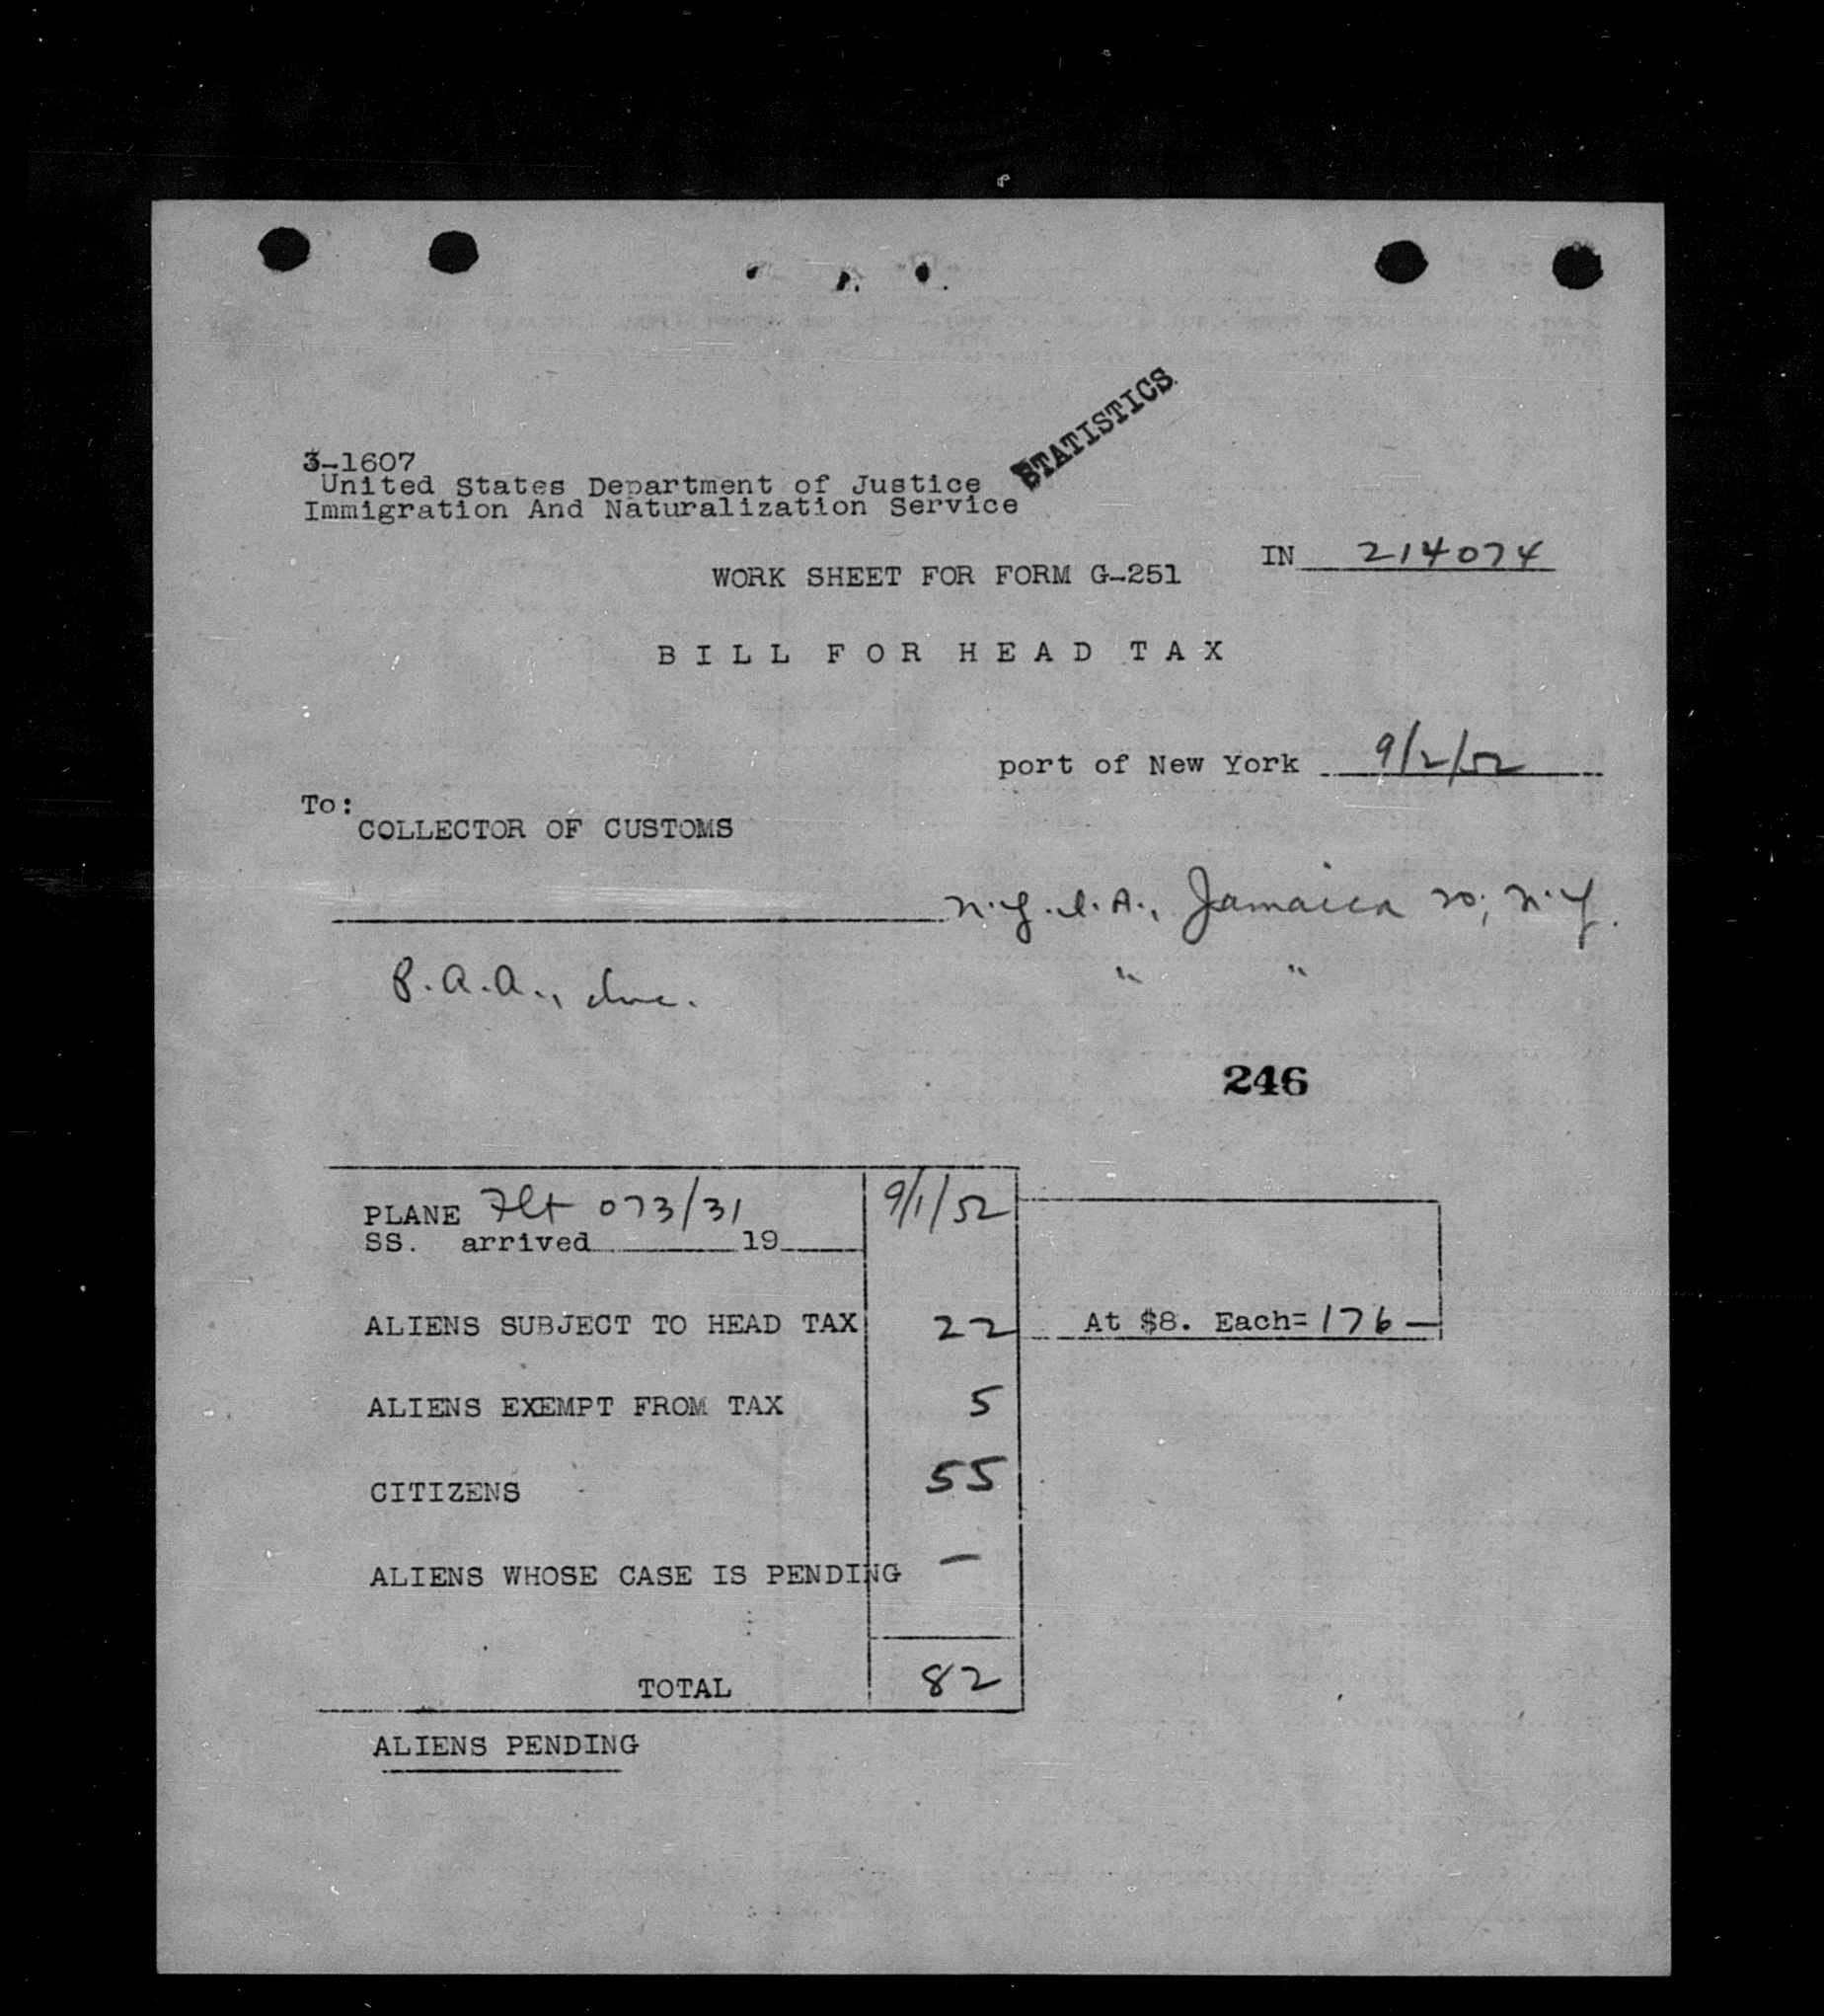 STATISTICS
3-1607
United States Department of Justice
Immigration And Naturalization Service
IN 214074
WORK SHEET FOR FORM G-251
BILL FOR HEAD TAX
port of New York 9/2/52
To:
COLLECTOR OF CUSTOMS
N.Y.I.A., Jamaica 20, N.Y.
P.A.A., Inc. " "
246
PLANE Flt 073/31 9/1/52
SS. arrived 19
ALIENS SUBJECT TO HEAD TAX 22 At $8. Each= 176 —
ALIENS EXEMPT FROM TAX 5
CITIZENS 55
ALIENS WHOSE CASE IS PENDING —
TOTAL 82
ALIENS PENDING